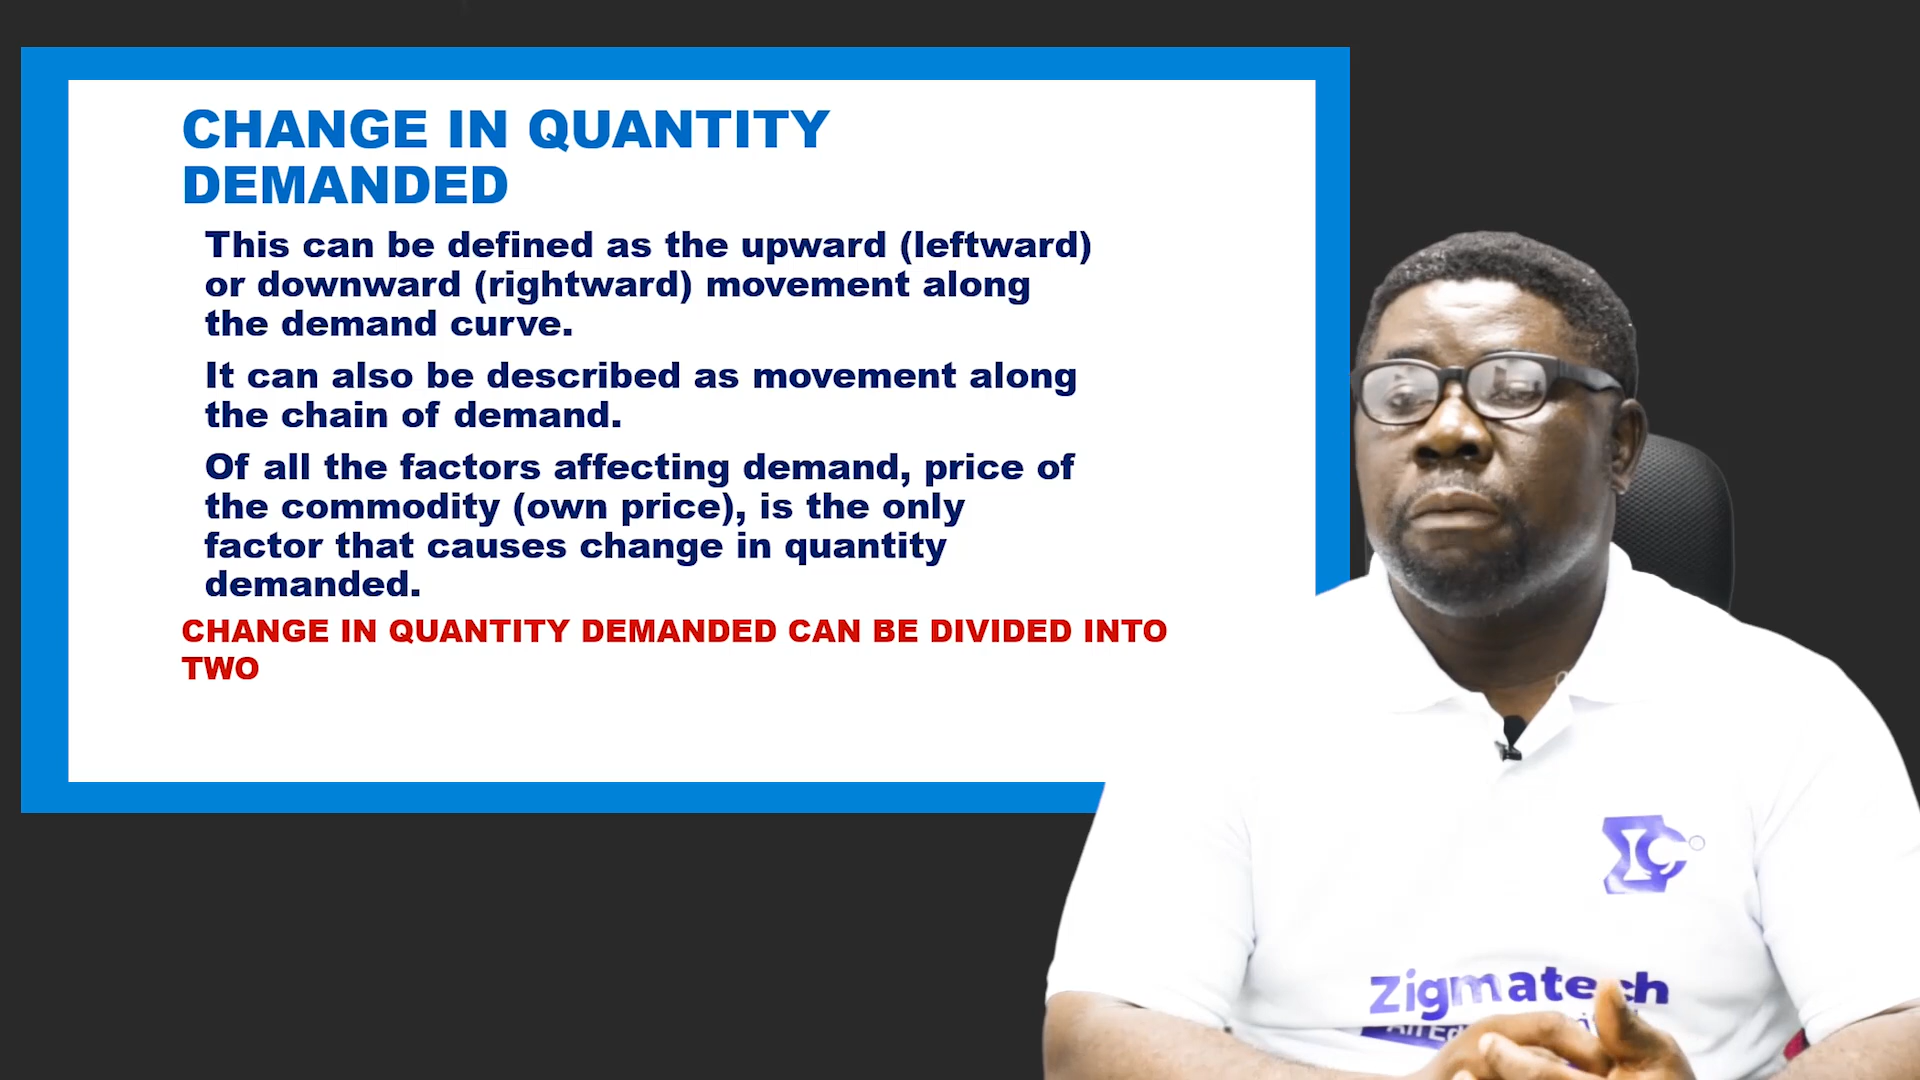 CHANGE IN QUANTITY
DEMANDED
This can be defined as the upward (leftward)
or downward (rightward) movement along
the demand curve.
It can also be described as movement along
the chain of demand.
Of all the factors affecting demand, price of
the commodity (own price), is the only
factor that causes change in quantity
demanded.
CHANGE IN QUANTITY DEMANDED CAN BE DIVIDED INTO
TWO
Zigmatech